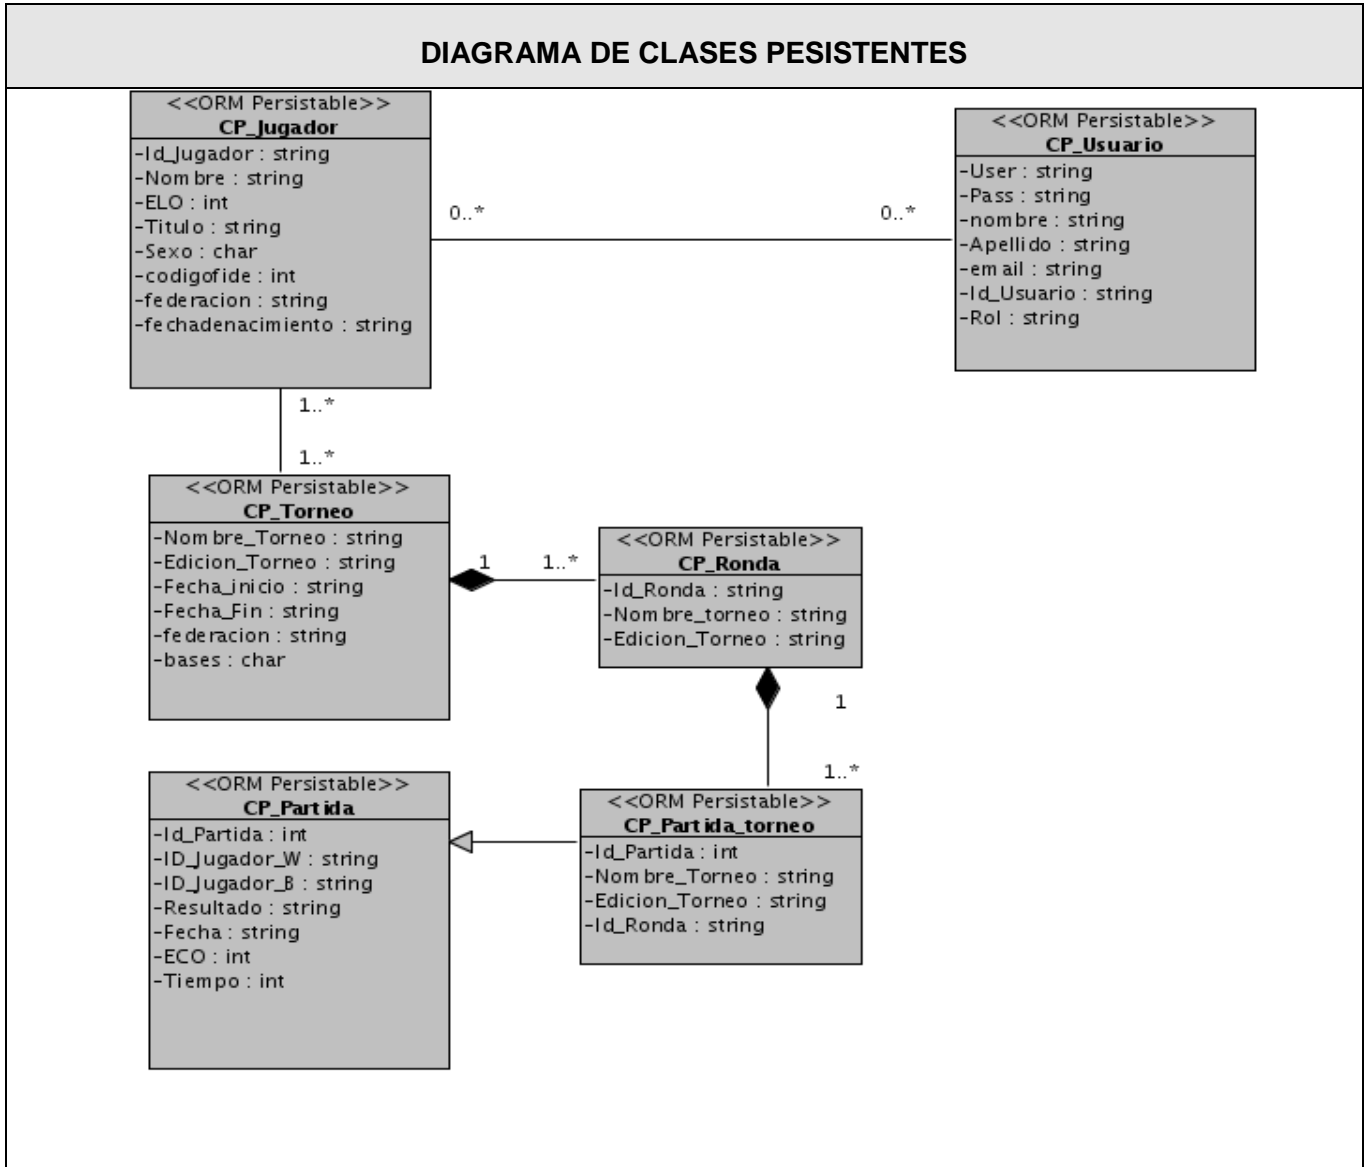 DIAGRAMA DE CLASES PESISTENTES
<<ORM Persistable>>
CP_Jugador
-Id_Jugador : string
-Nombre : string
-ELO : int
-Titulo : string
-Sexo : char
-codigofide : int
-federacion : string
-fechadenacimiento : string
<<ORM Persistable>>
CP_Usuario
-User : string
-Pass : string
-nombre : string
-Apellido : string
-email : string
-Id_Usuario : string
-Rol : string
0..*
0..*
1..*
1..*
<<ORM Persistable>>
CP_Torneo
-Nombre_Torneo : string
-Edicion_Torneo : string
-Fecha_inicio : string
-Fecha_Fin : string
-federacion : string
-bases : char
1
1..*
<<ORM Persistable>>
CP_Ronda
-Id_Ronda : string
-Nombre_torneo : string
-Edicion_Torneo : string
1
1..*
<<ORM Persistable>>
CP_Partida
-Id_Partida : int
-ID_Jugador_W : string
-ID_Jugador_B : string
-Resultado : string
-Fecha : string
-ECO : int
-Tiempo : int
<<ORM Persistable>>
CP_Partida_torneo
-Id_Partida : int
-Nombre_Torneo : string
-Edicion_Torneo : string
-Id_Ronda : string